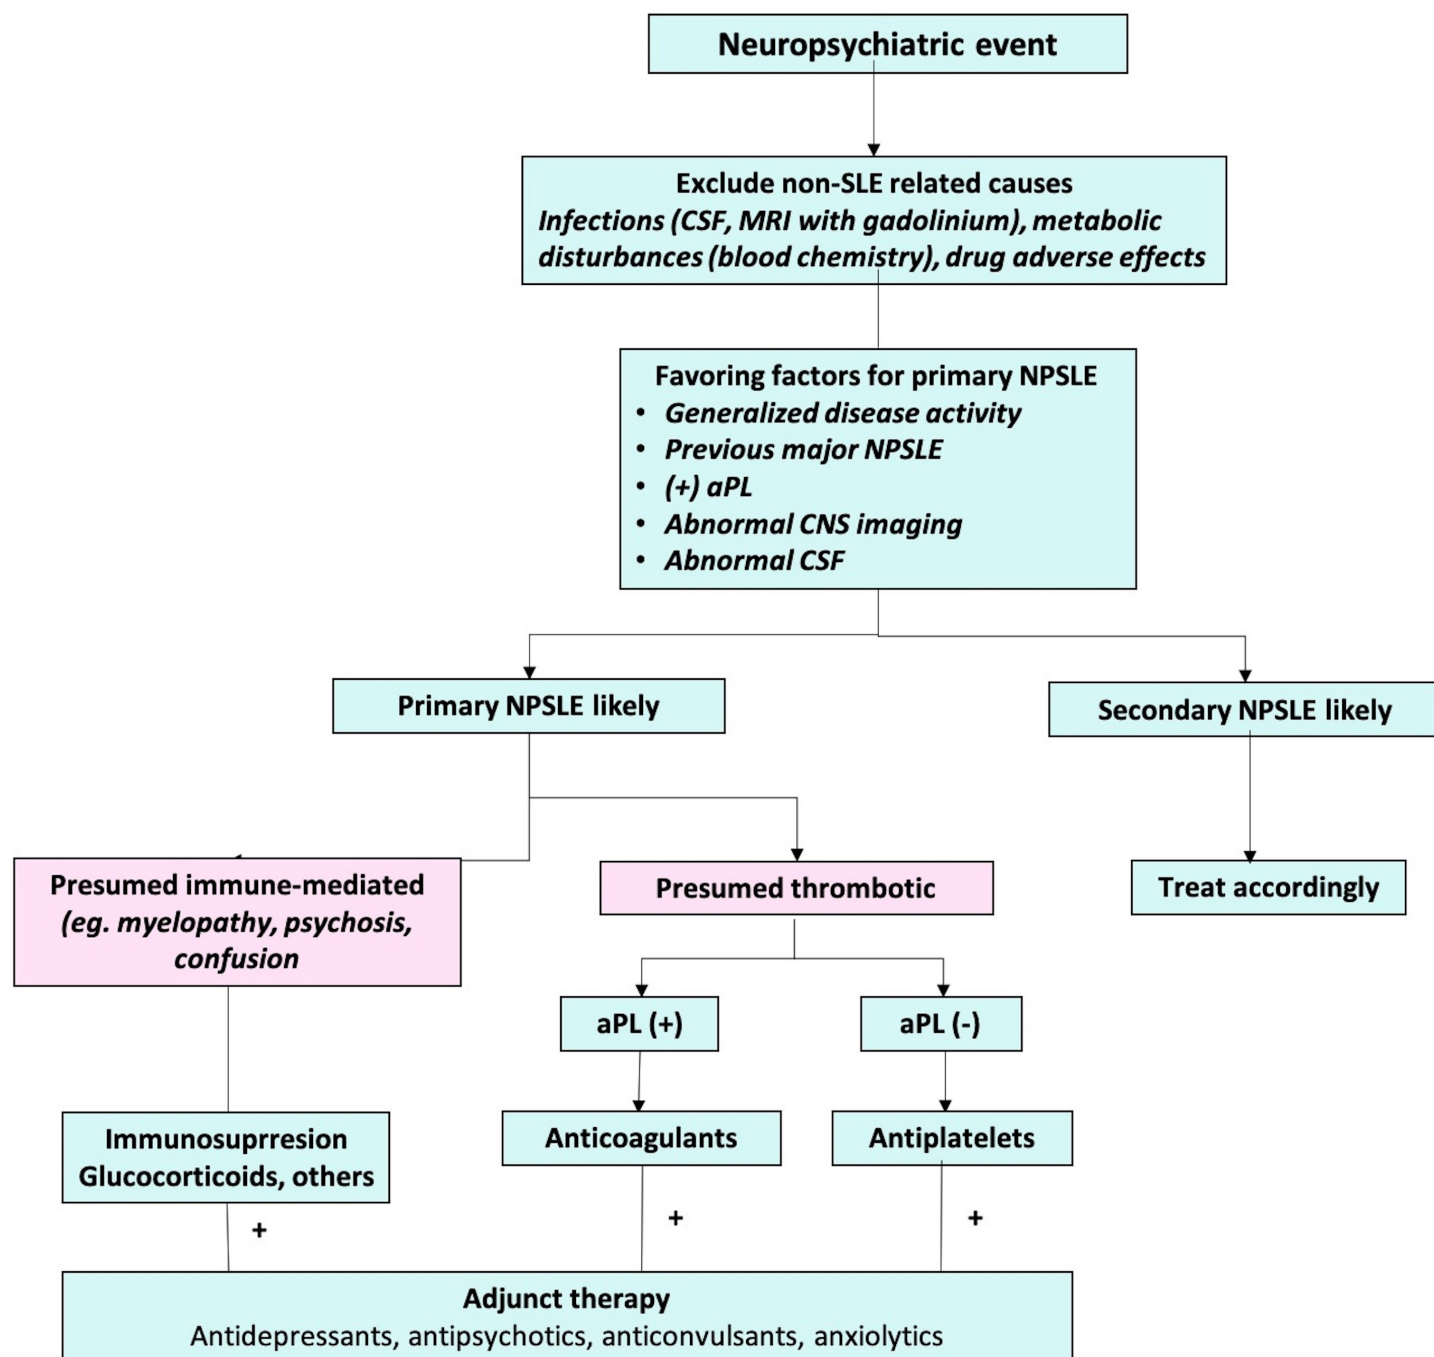 Neuropsychiatric event
Exclude non-SLE related causes
Infections (CSF, MRI with gadolinium), metabolic
disturbances (blood chemistry), drug adverse effects
Favoring factors for primary NPSLE
• Generalized disease activity
• Previous major NPSLE
• (+) aPL
• Abnormal CNS imaging
• Abnormal CSF
Primary NPSLE likely
Secondary NPSLE likely
Presumed immune-mediated
(eg. myelopathy, psychosis,
confusion
Presumed thrombotic
Treat accordingly
aPL (+)
aPL (-)
Immunosuprresion
Glucocorticoids, others
Anticoagulants
Antiplatelets
+
+
+
Adjunct therapy
Antidepressants, antipsychotics, anticonvulsants, anxiolytics